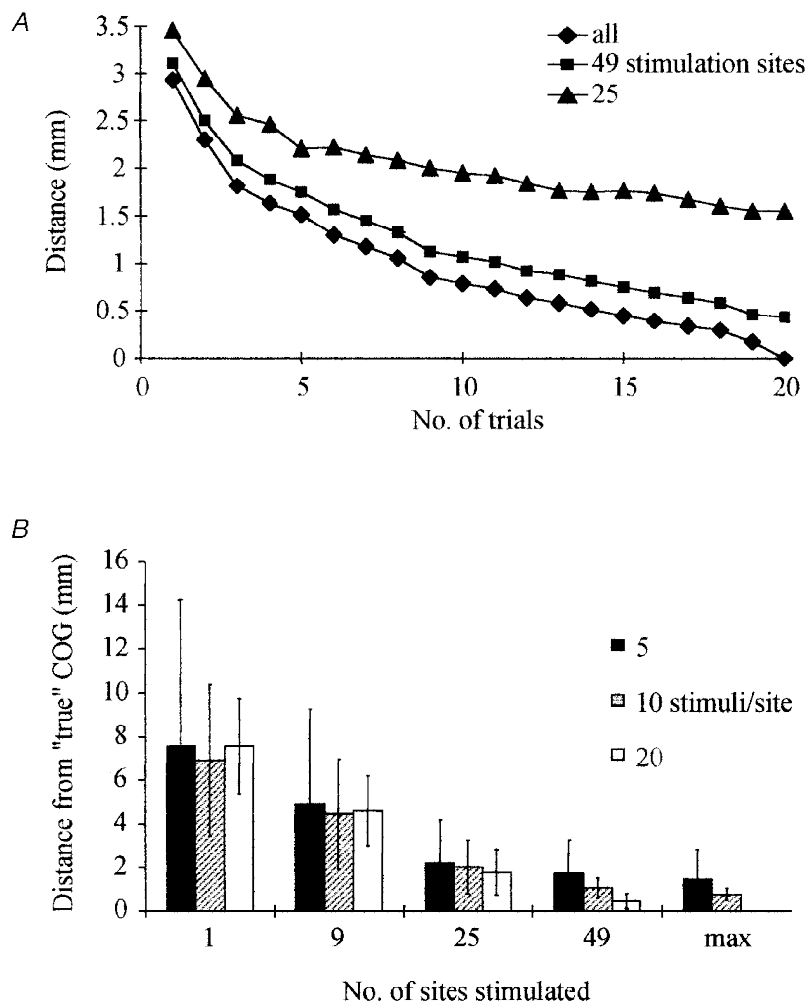 A
3.5
3
2.5
2
1.5
1
0.5
0
Distance (mm)
all
49 stimulation sites
25
0
5
10
15
20
No. of trials
B
16
14
12
10
8
6
4
2
0
Distance from "true" COG (mm)
5
10 stimuli/site
20
1
9
25
49
max
No. of sites stimulated